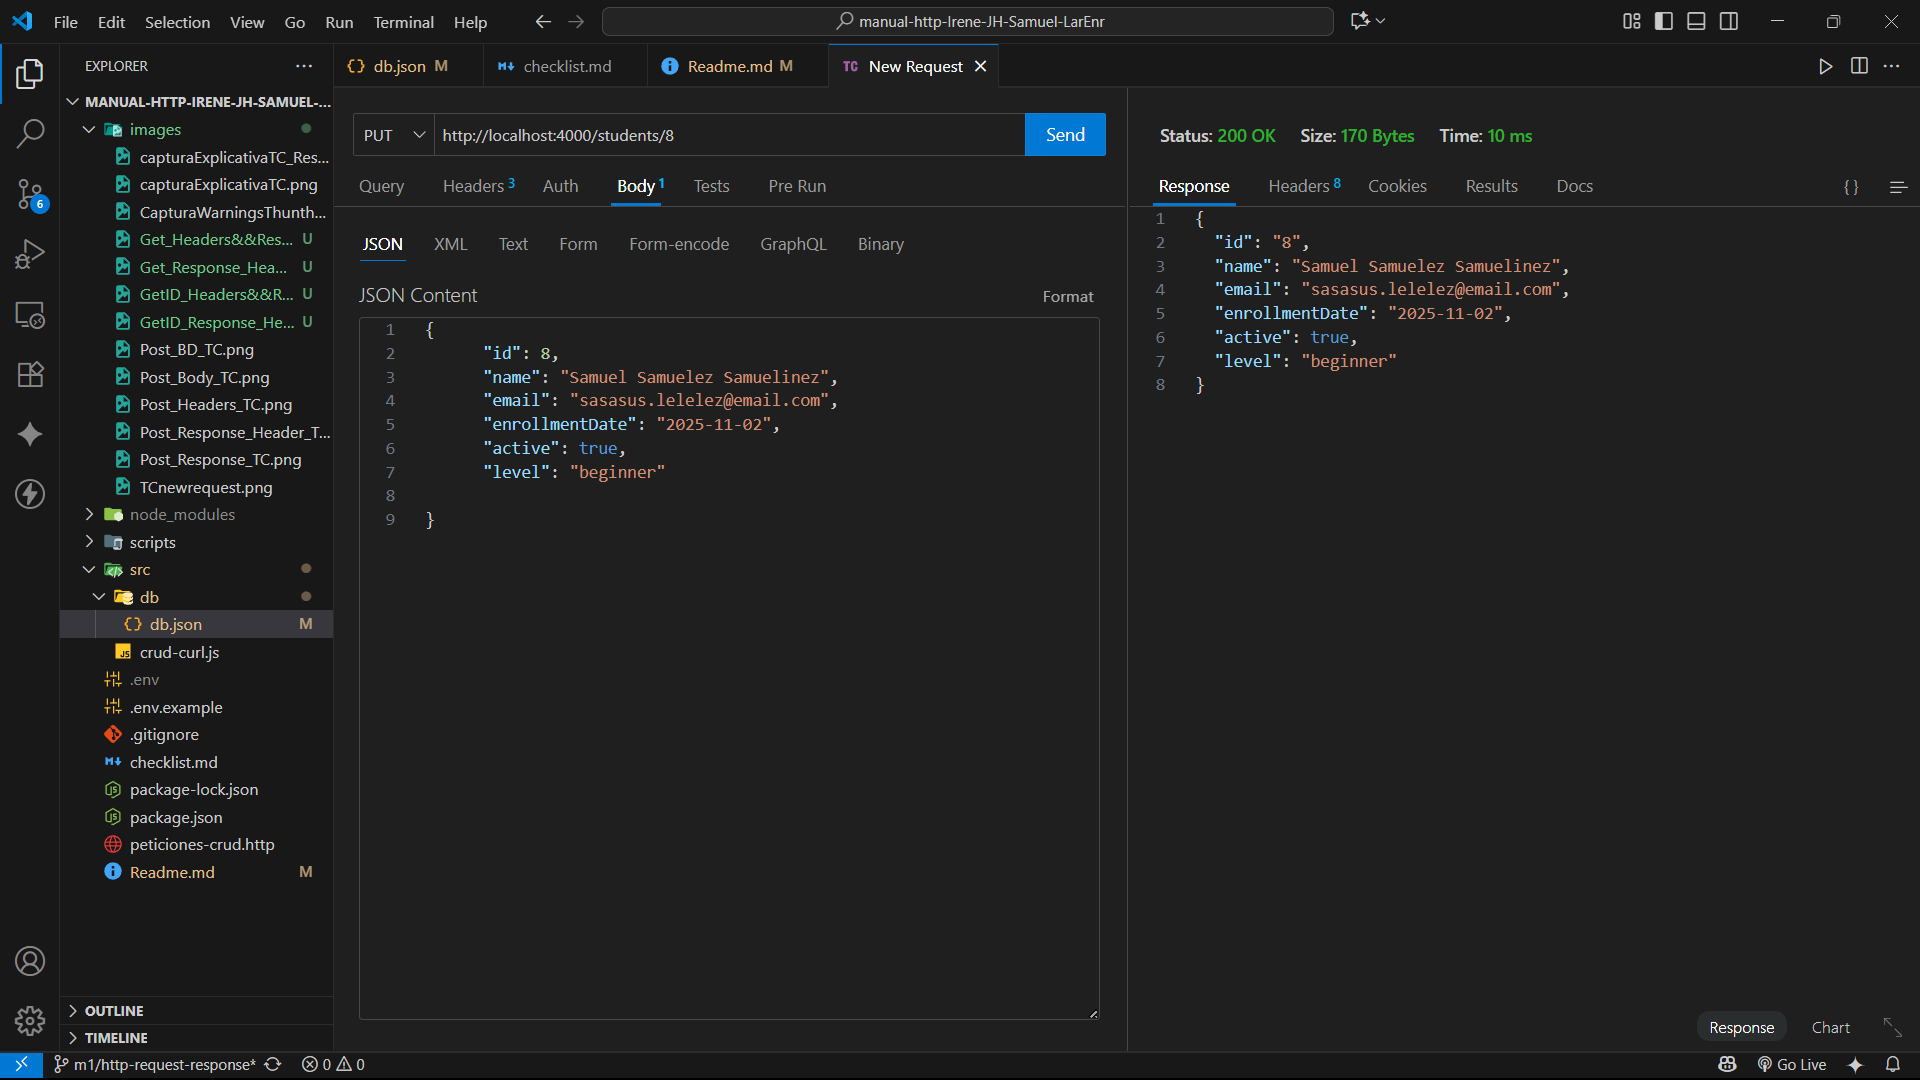 File Edit Selection View Go Run Terminal Help
manual-http-Irene-JH-Samuel-LarEnr
EXPLORER
MANUAL-HTTP-IRENE-JH-SAMUEL-...
images
capturaExplicativaTC_Res...
capturaExplicativaTC.png
CapturaWarningsThunth...
Get_Headers&&Res... U
Get_Response_Hea... U
GetID_Headers&&R... U
GetID_Response_He... U
Post_BD_TC.png
Post_Body_TC.png
Post_Headers_TC.png
Post_Response_Header_T...
Post_Response_TC.png
TCnewrequest.png
node_modules
scripts
src
db
db.json M
crud-curl.js
.env
.env.example
.gitignore
checklist.md
package-lock.json
package.json
peticiones-crud.http
Readme.md M
OUTLINE
TIMELINE
6
db.json M
checklist.md
Readme.md M
TC New Request
PUT http://localhost:4000/students/8 Send
Query Headers 3 Auth Body 1 Tests Pre Run
JSON XML Text Form Form-encode GraphQL Binary
JSON Content Format
1 {
2 "id": 8,
3 "name": "Samuel Samuelez Samuelinez",
4 "email": "sasasus.lelelez@email.com",
5 "enrollmentDate": "2025-11-02",
6 "active": true,
7 "level": "beginner"
8
9 }
Status: 200 OK Size: 170 Bytes Time: 10 ms
Response Headers 8 Cookies Results Docs { }
1 {
2 "id": "8",
3 "name": "Samuel Samuelez Samuelinez",
4 "email": "sasasus.lelelez@email.com",
5 "enrollmentDate": "2025-11-02",
6 "active": true,
7 "level": "beginner"
8 }
Response Chart
m1/http-request-response* 0 0
Go Live